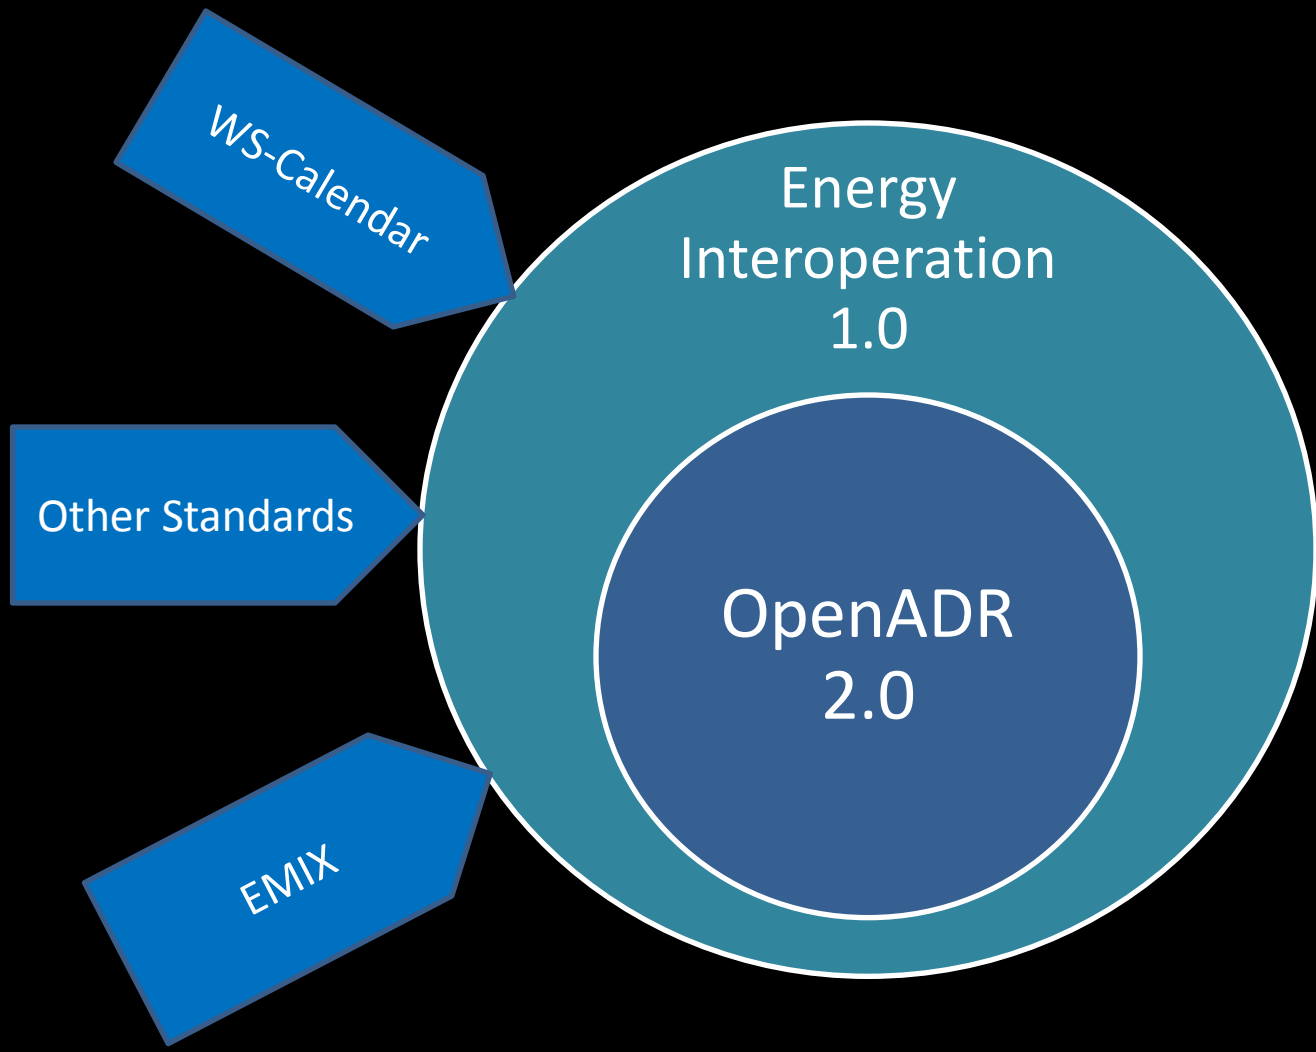 WS-Calendar
Energy
Interoperation
1.0
Other Standards
OpenADR
2.0
EMIX